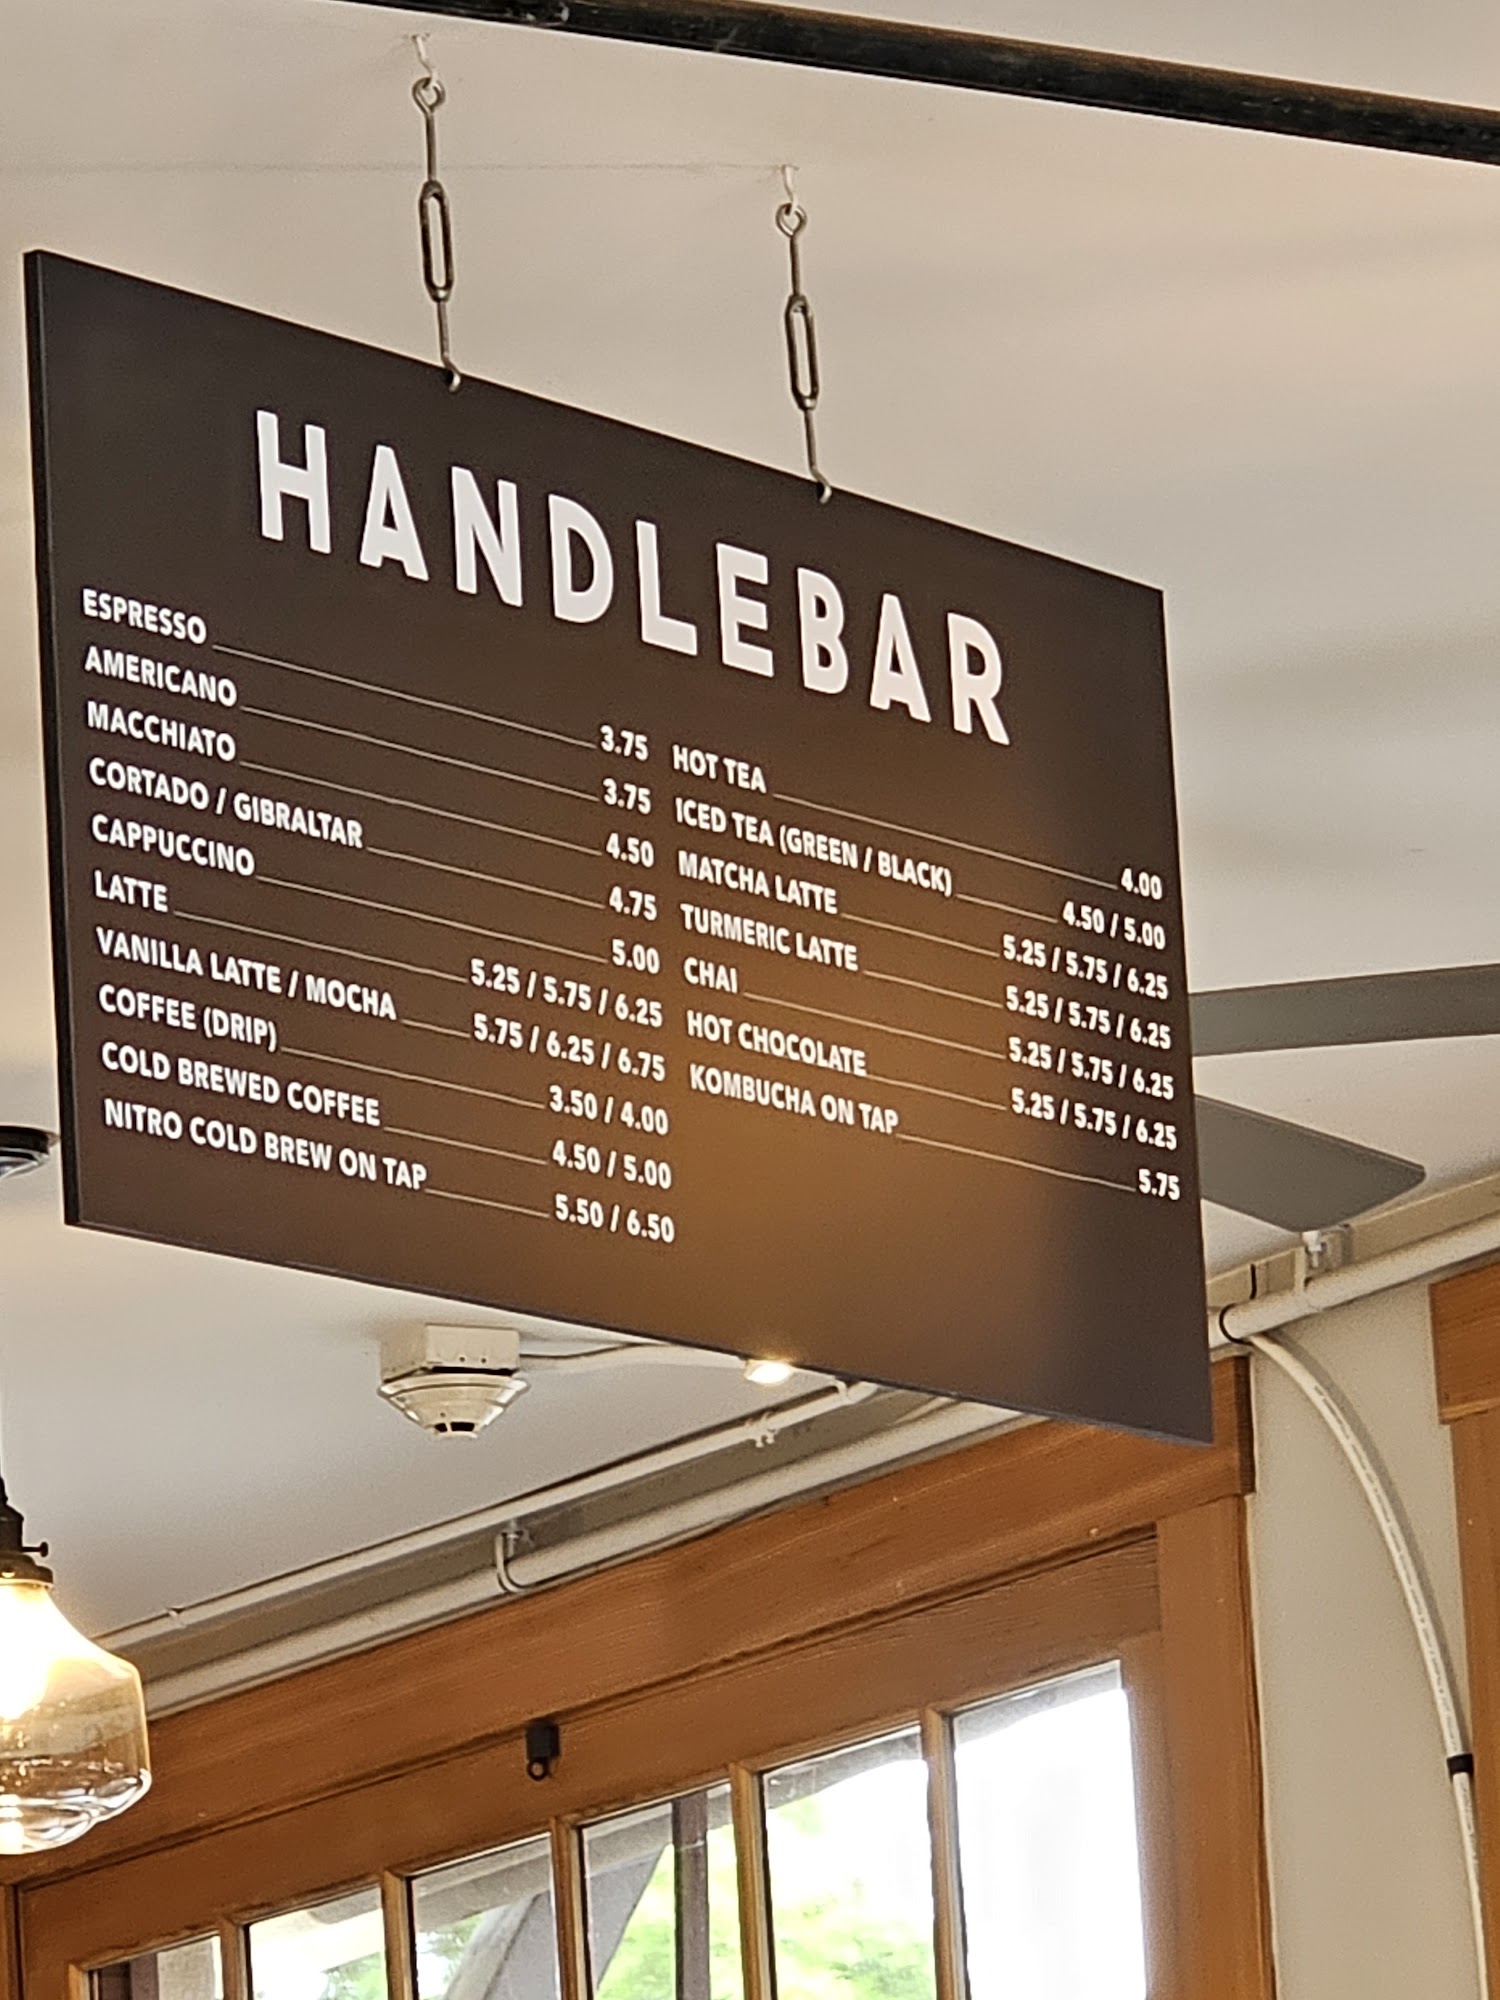 HANDLEBAR
ESPRESSO 3.75
AMERICANO 3.75
MACCHIATO 4.50
CORTADO / GIBRALTAR 4.75
CAPPUCCINO 5.00
LATTE 5.25 / 5.75 / 6.25
VANILLA LATTE / MOCHA 5.75 / 6.25 / 6.75
COFFEE (DRIP) 3.50 / 4.00
COLD BREWED COFFEE 4.50 / 5.00
NITRO COLD BREW ON TAP 5.50 / 6.50
HOT TEA 4.00
ICED TEA (GREEN / BLACK) 4.50 / 5.00
MATCHA LATTE 5.25 / 5.75 / 6.25
TURMERIC LATTE 5.25 / 5.75 / 6.25
CHAI 5.25 / 5.75 / 6.25
HOT CHOCOLATE 5.25 / 5.75 / 6.25
KOMBUCHA ON TAP 5.75